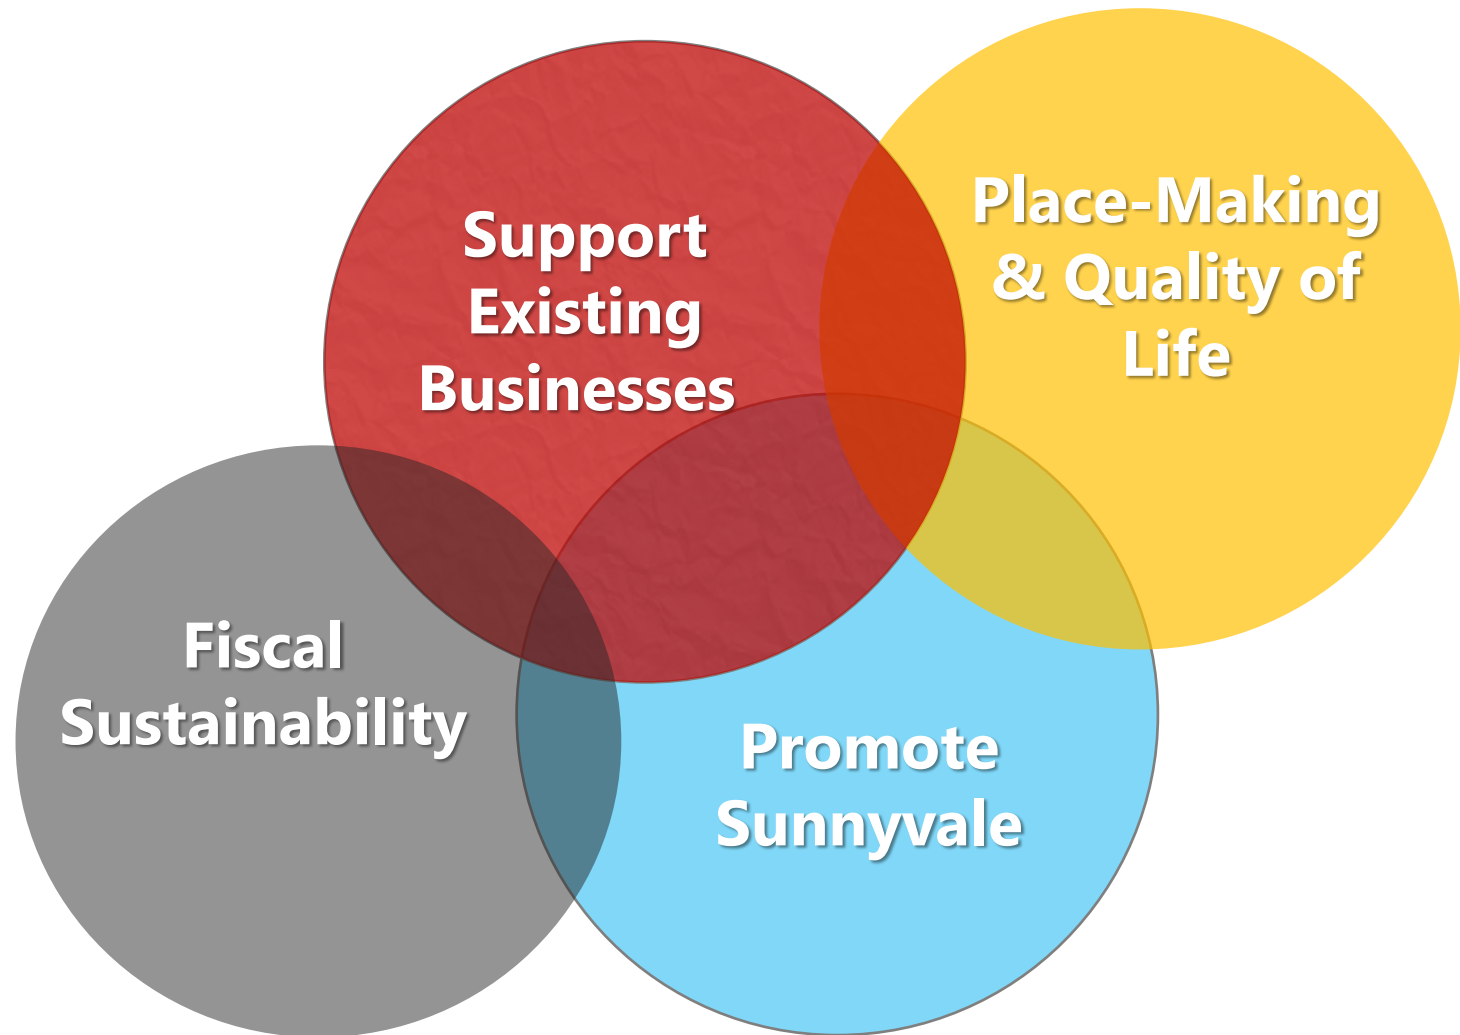 Support
Existing
Businesses
Place-Making
& Quality of
Life
Fiscal
Sustainability
Promote
Sunnyvale